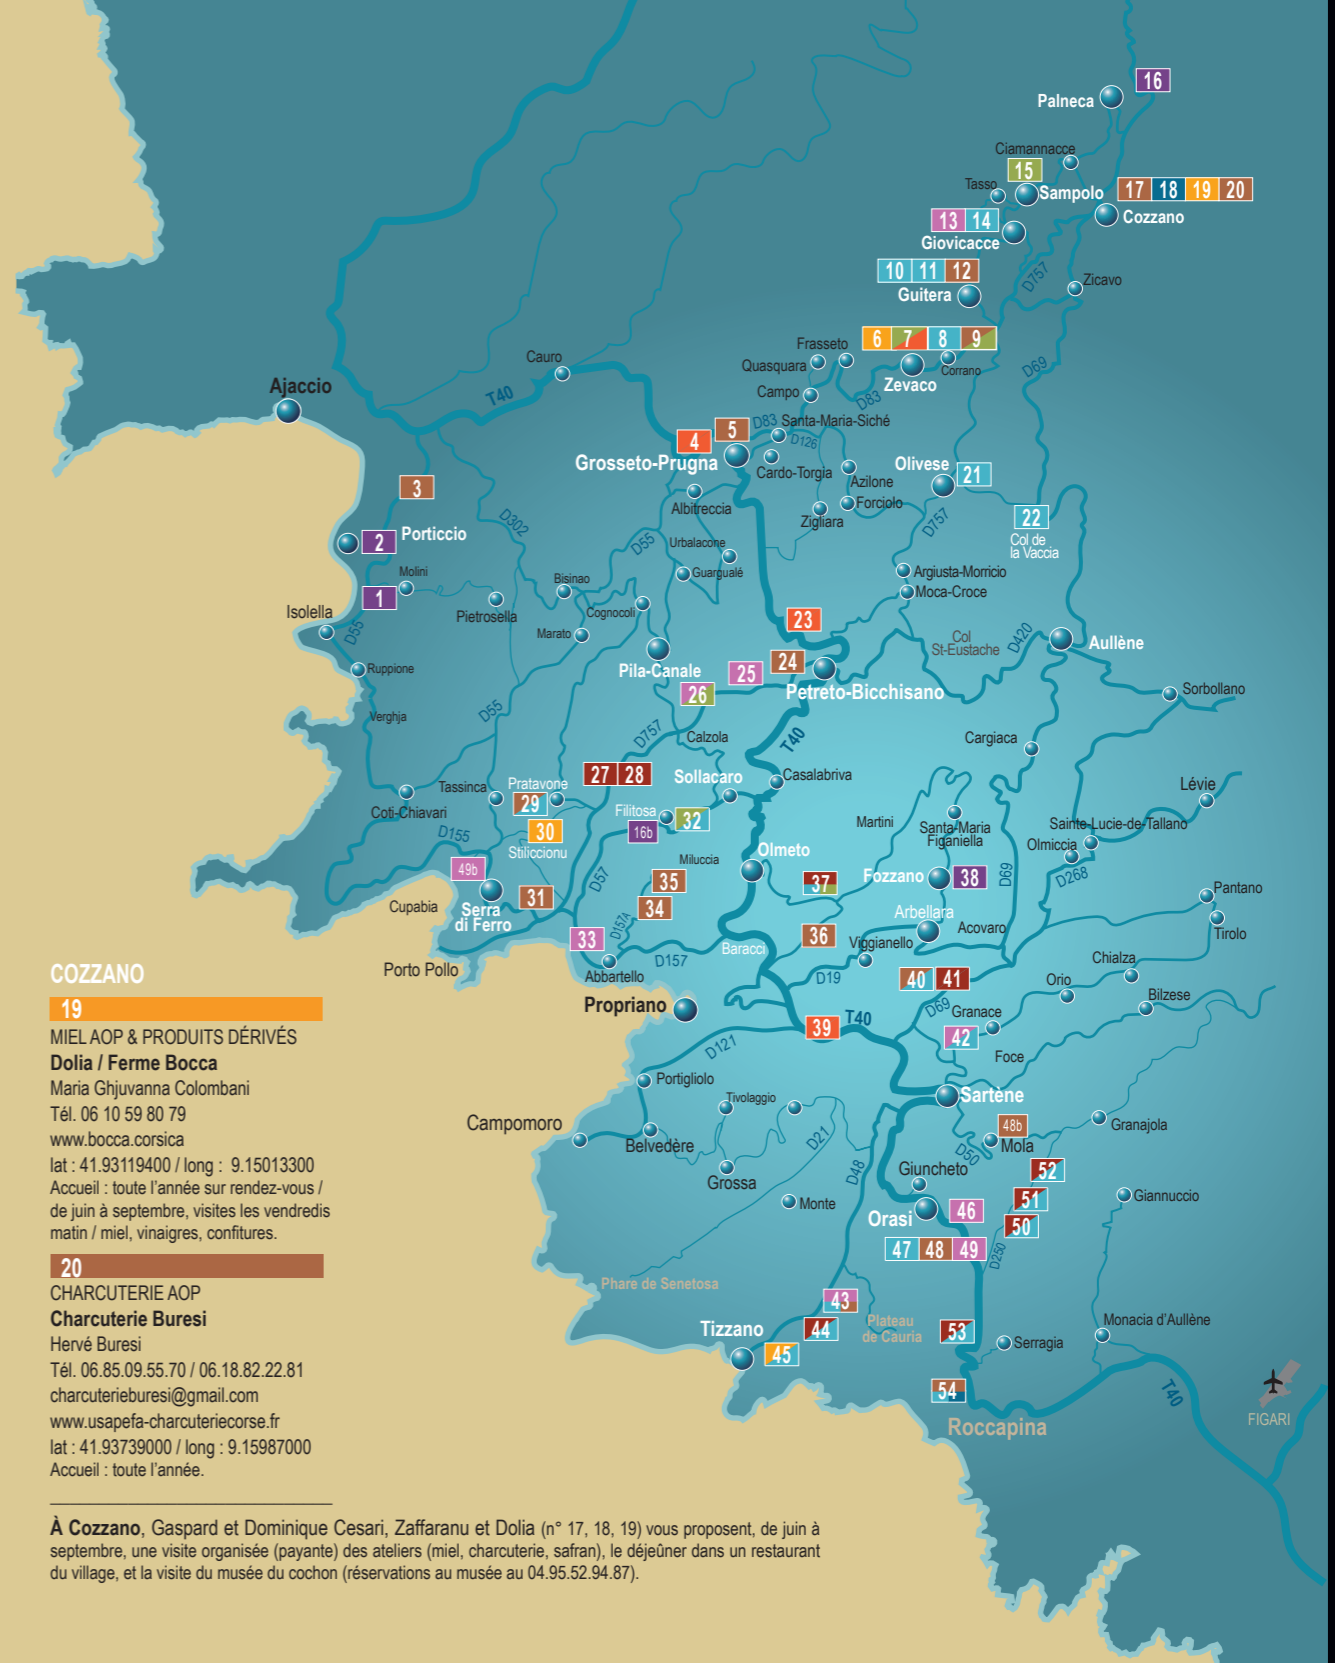 16
Palneca
Ciamannacce
15
Tasso
Sampolo
17 18 19 20
Cozzano
13 14
Giovicacce
D757
Zicavo
10 11 12
Guitera
6 7 8 9
Frasseto
Quasquara
Corrano
Zevaco
D69
Cauro
Ajaccio
T40
Campo
D83
D83
Santa-Maria-Siché
D126
4
5
Grosseto-Prugna
Cardo-Torgia
Azilone
Olivese
21
3
Albitreccia
Zigliara
Forciolo
D757
22
Col de
la Vaccia
D302
D55
Urbalacone
2
Porticcio
Guargualé
Argiusta-Morricio
Molini
Bisinao
Moca-Croce
1
Isolella
Pietrosella
Cognocoli
23
D55
Marato
Col
St-Eustache
D420
Aullène
Ruppione
Pila-Canale
25
24
Petreto-Bicchisano
26
Sorbollano
Verghja
D55
D757
Calzola
T40
Cargiaca
27 28
Sollacaro
Casalabriva
Tassinca
Pratavone
29
Lévie
Coti-Chiavari
Filitosa
32
Martini
Santa-Maria
Figaniella
Sainte-Lucie-de-Tallano
30
16b
Stiliccionu
D155
Olmiccia
Olmeto
Miluccia
49b
D57
35
37
Fozzano
38
D69
D268
31
34
Pantano
Cupabia
Serra
di Ferro
D157A
Arbellara
33
36
Acovaro
Tirolo
Baracci
Viggianello
Porto Pollo
Abbartello
D157
D19
40
41
Chialza
Orio
Bilzese
Propriano
D69
Granace
39
T40
42
Foce
D121
Portigliolo
Tivolaggio
Sartène
Campomoro
48b
Granajola
Belvedère
D21
D50
Mola
Grossa
D48
Giuncheto
52
Monte
51
Giannuccio
Orasi
46
50
47 48 49
D250
Phare de Senetosa
43
Plateau
de Cauria
Tizzano
44
53
Monacia d'Aullène
45
Serragia
54
T40
Roccapina
FIGARI
COZZANO
19
MIEL AOP & PRODUITS DÉRIVÉS
Dolia / Ferme Bocca
Maria Ghjuvanna Colombani
Tél. 06 10 59 80 79
www.bocca.corsica
lat : 41.93119400 / long : 9.15013300
Accueil : toute l'année sur rendez-vous /
de juin à septembre, visites les vendredis
matin / miel, vinaigres, confitures.
20
CHARCUTERIE AOP
Charcuterie Buresi
Hervé Buresi
Tél. 06.85.09.55.70 / 06.18.82.22.81
charcuterieburesi@gmail.com
www.usapefa-charcuteriecorse.fr
lat : 41.93739000 / long : 9.15987000
Accueil : toute l'année.
À Cozzano, Gaspard et Dominique Cesari, Zaffaranu et Dolia (n° 17, 18, 19) vous proposent, de juin à
septembre, une visite organisée (payante) des ateliers (miel, charcuterie, safran), le déjeûner dans un restaurant
du village, et la visite du musée du cochon (réservations au musée au 04.95.52.94.87).